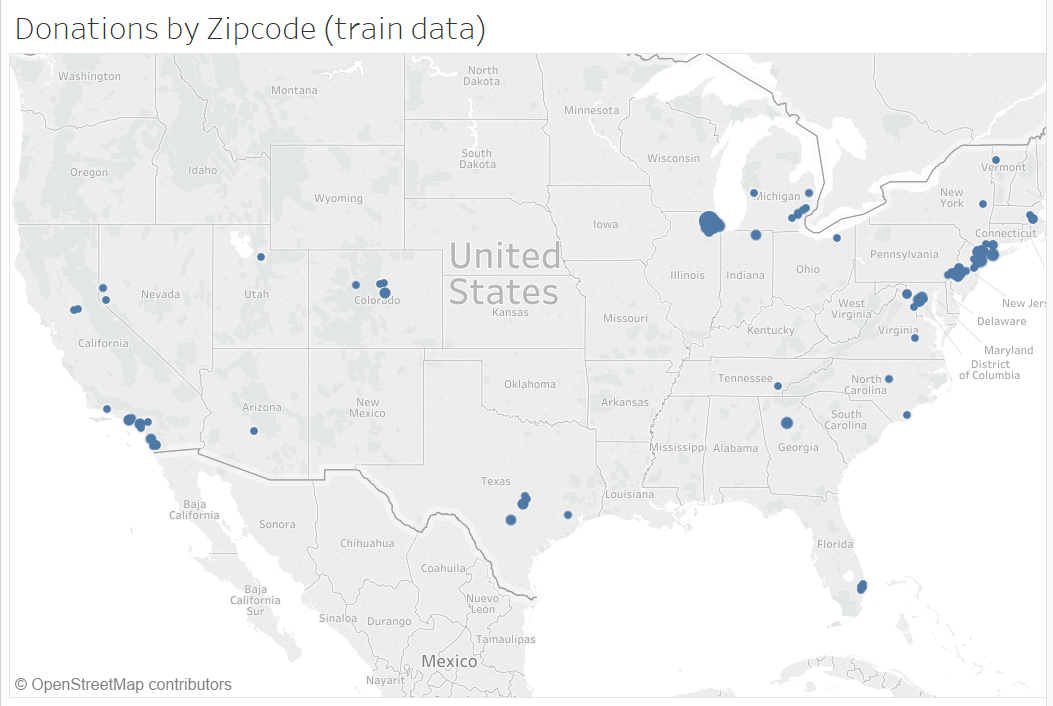 Donations by Zipcode (train data)
Washington
Montana
North
Dakota
Minnesota
Oregon
Idaho
South
Dakota
Wisconsin
Michigan
Vermont
Wyoming
New
York
Iowa
Connecticut
United
States
Pennsylvania
Nevada
Utah
Colorado
Kansas
Illinois
Indiana
Ohio
West
Virginia
New Jers
Delaware
California
Missouri
Kentucky
Virginia
Maryland
District
of Columbia
Oklahoma
Tennessee
North
Carolina
Arizona
New
Mexico
Arkansas
South
Carolina
Mississippi
Alabama
Georgia
Texas
Louisiana
Baja
California
Sonora
Chihuahua
Florida
Coahuila
Baja
California
Sur
Sinaloa
Durango
Nuevo
León
Tamaulipas
Mexico
Nayarit
© OpenStreetMap contributors